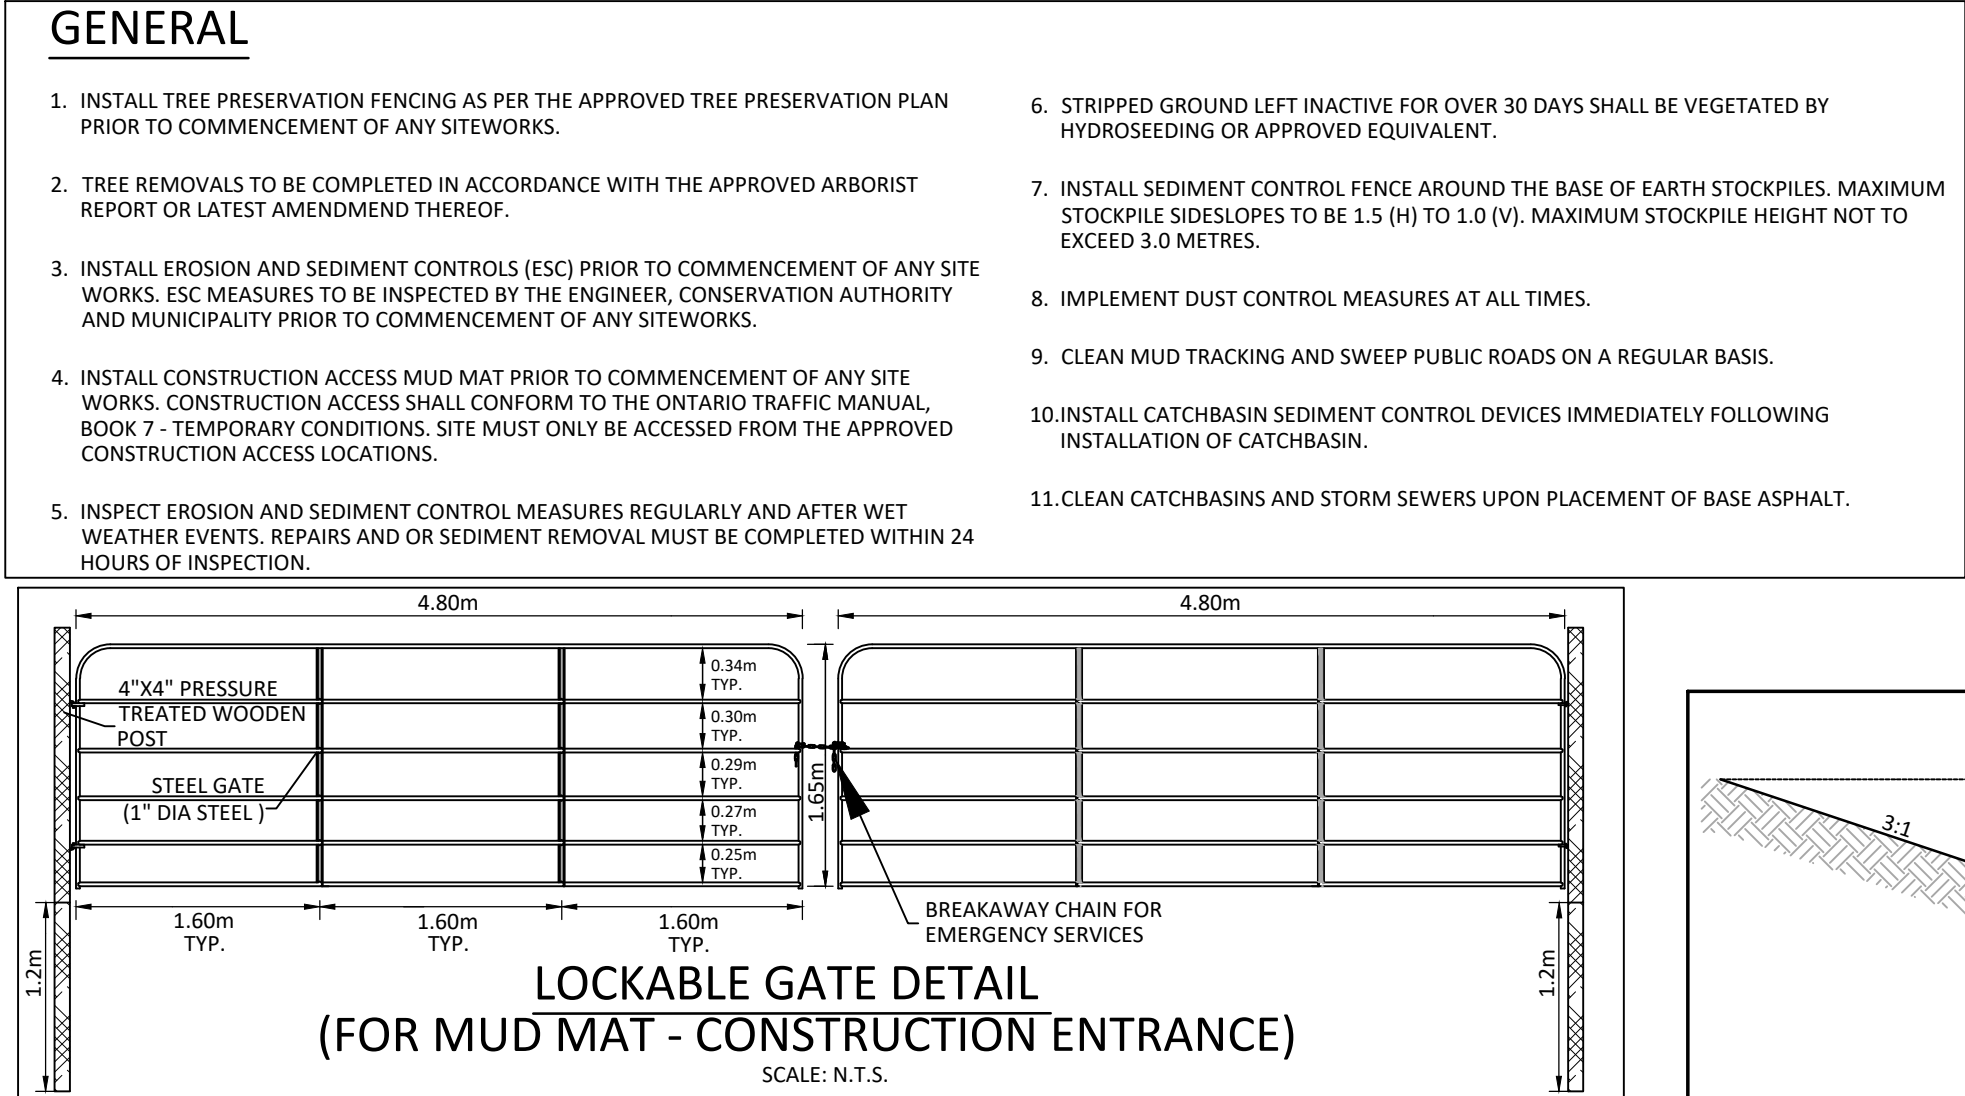 GENERAL
1. INSTALL TREE PRESERVATION FENCING AS PER THE APPROVED TREE PRESERVATION PLAN
PRIOR TO COMMENCEMENT OF ANY SITEWORKS.
2. TREE REMOVALS TO BE COMPLETED IN ACCORDANCE WITH THE APPROVED ARBORIST
REPORT OR LATEST AMENDMEND THEREOF.
3. INSTALL EROSION AND SEDIMENT CONTROLS (ESC) PRIOR TO COMMENCEMENT OF ANY SITE
WORKS. ESC MEASURES TO BE INSPECTED BY THE ENGINEER, CONSERVATION AUTHORITY
AND MUNICIPALITY PRIOR TO COMMENCEMENT OF ANY SITEWORKS.
4. INSTALL CONSTRUCTION ACCESS MUD MAT PRIOR TO COMMENCEMENT OF ANY SITE
WORKS. CONSTRUCTION ACCESS SHALL CONFORM TO THE ONTARIO TRAFFIC MANUAL,
BOOK 7 - TEMPORARY CONDITIONS. SITE MUST ONLY BE ACCESSED FROM THE APPROVED
CONSTRUCTION ACCESS LOCATIONS.
5. INSPECT EROSION AND SEDIMENT CONTROL MEASURES REGULARLY AND AFTER WET
WEATHER EVENTS. REPAIRS AND OR SEDIMENT REMOVAL MUST BE COMPLETED WITHIN 24
HOURS OF INSPECTION.
6. STRIPPED GROUND LEFT INACTIVE FOR OVER 30 DAYS SHALL BE VEGETATED BY
HYDROSEEDING OR APPROVED EQUIVALENT.
7. INSTALL SEDIMENT CONTROL FENCE AROUND THE BASE OF EARTH STOCKPILES. MAXIMUM
STOCKPILE SIDESLOPES TO BE 1.5 (H) TO 1.0 (V). MAXIMUM STOCKPILE HEIGHT NOT TO
EXCEED 3.0 METRES.
8. IMPLEMENT DUST CONTROL MEASURES AT ALL TIMES.
9. CLEAN MUD TRACKING AND SWEEP PUBLIC ROADS ON A REGULAR BASIS.
10.INSTALL CATCHBASIN SEDIMENT CONTROL DEVICES IMMEDIATELY FOLLOWING
INSTALLATION OF CATCHBASIN.
11.CLEAN CATCHBASINS AND STORM SEWERS UPON PLACEMENT OF BASE ASPHALT.
4.80m
4.80m
4"X4" PRESSURE
TREATED WOODEN
POST
STEEL GATE
(1" DIA STEEL )
0.34m
TYP.
0.30m
TYP.
0.29m
TYP.
0.27m
TYP.
0.25m
TYP.
1.65m
1.60m
TYP.
1.60m
TYP.
1.60m
TYP.
BREAKAWAY CHAIN FOR
EMERGENCY SERVICES
1.2m
1.2m
LOCKABLE GATE DETAIL
(FOR MUD MAT - CONSTRUCTION ENTRANCE)
SCALE: N.T.S.
3:1